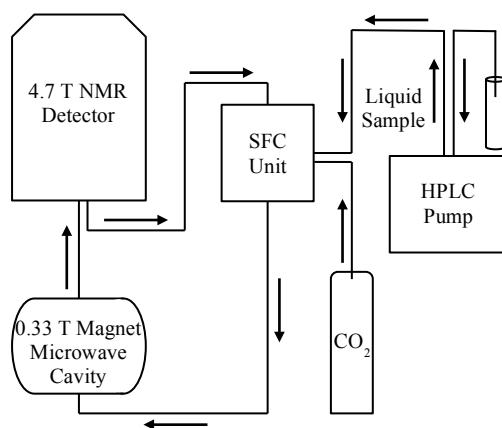 4.7 T NMR
Detector
SFC
Unit
Liquid
Sample
HPLC
Pump
0.33 T Magnet
Microwave
Cavity
CO₂